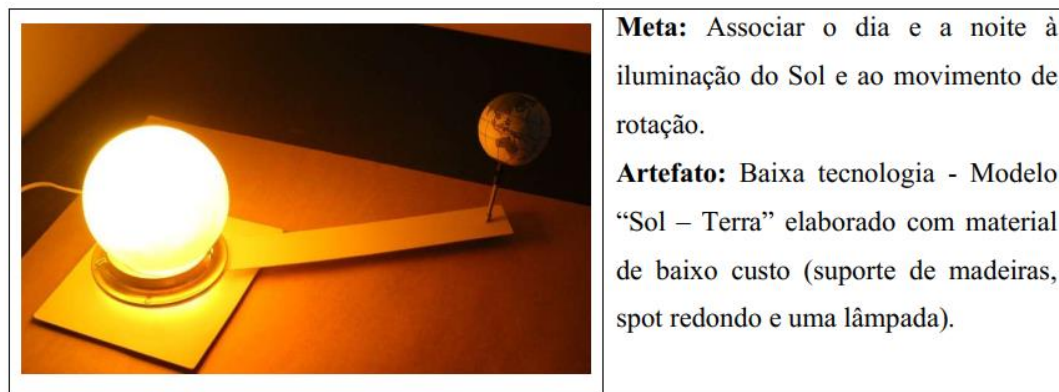 Meta: Associar o dia e a noite à
iluminação do Sol e ao movimento de
rotação.
Artefato: Baixa tecnologia - Modelo
“Sol – Terra” elaborado com material
de baixo custo (suporte de madeiras,
spot redondo e uma lâmpada).